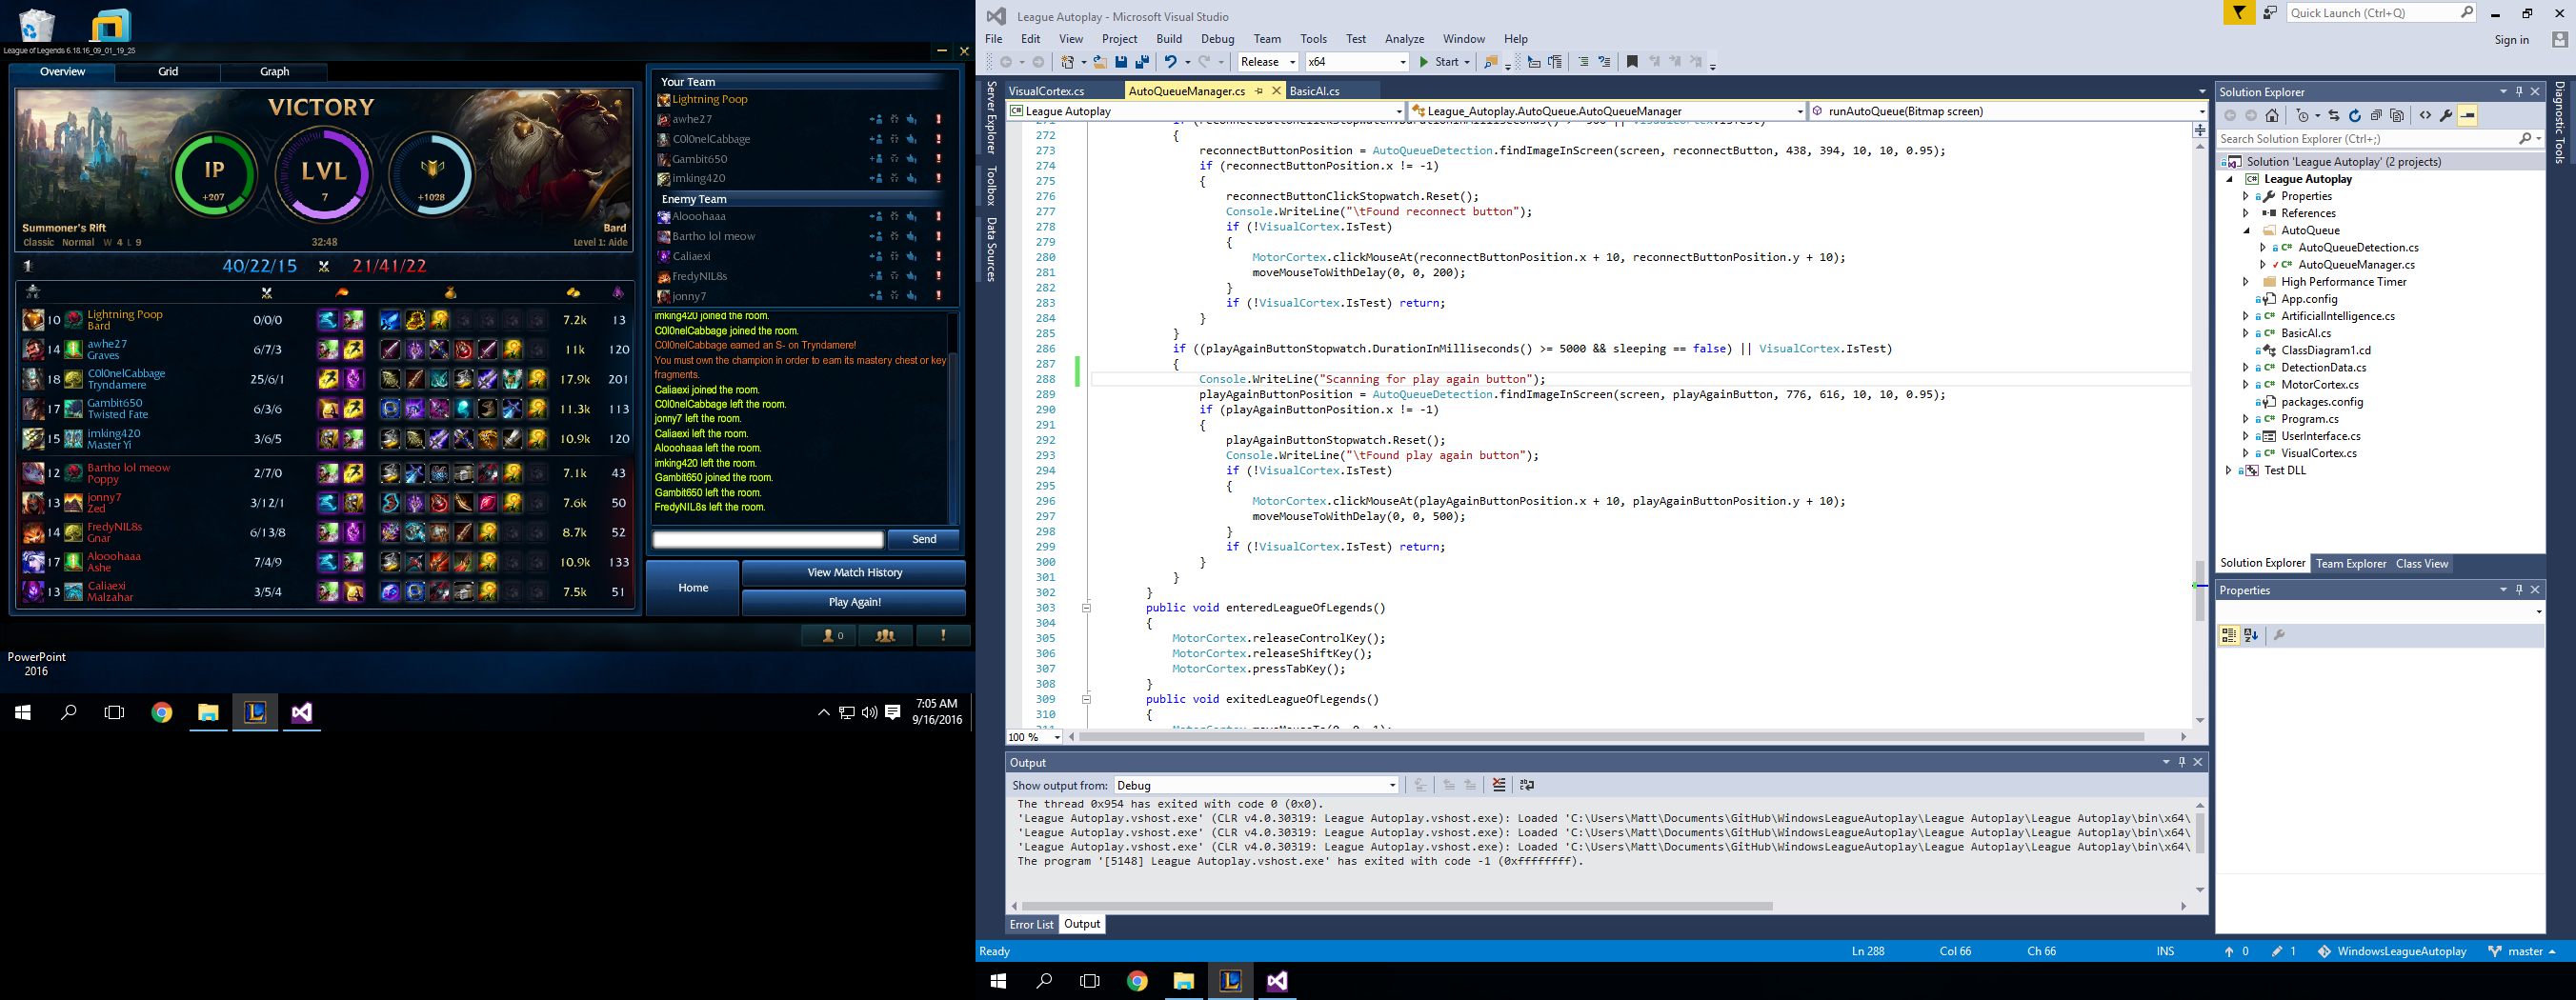 League of Legends 6.18.16_09_01_19_25
Overview Grid Graph
VICTORY
IP
+207
LVL
7
+1028
Summoner's Rift
Classic Normal W 4 L 9
32:48
Bard
Level 1: Aide
40/22/15 21/41/22
10 Lightning Poop
Bard
0/0/0 7.2k 13
14 awhe27
Graves
6/7/3 11k 120
18 C0l0nelCabbage
Tryndamere
25/6/1 17.9k 201
17 Gambit650
Twisted Fate
6/3/6 11.3k 113
15 imking420
Master Yi
3/6/5 10.9k 120
12 Bartho lol meow
Poppy
2/7/0 7.1k 43
13 jonny7
Zed
3/12/1 7.6k 50
14 FredyNIL8s
Gnar
6/13/8 8.7k 52
17 Alooohaaa
Ashe
7/4/9 10.9k 133
13 Caliaexi
Malzahar
3/5/4 7.5k 51
Your Team
Lightning Poop
awhe27
C0l0nelCabbage
Gambit650
imking420
Enemy Team
Alooohaaa
Bartho lol meow
Caliaexi
FredyNIL8s
jonny7
imking420 joined the room.
C0l0nelCabbage joined the room.
C0l0nelCabbage earned an S- on Tryndamere!
You must own the champion in order to earn its mastery chest or key
fragments.
Caliaexi joined the room.
C0l0nelCabbage left the room.
jonny7 left the room.
Caliaexi left the room.
Alooohaaa left the room.
imking420 left the room.
Gambit650 joined the room.
Gambit650 left the room.
FredyNIL8s left the room.
Send
Home
View Match History
Play Again!
0
PowerPoint
2016
7:05 AM
9/16/2016
League Autoplay - Microsoft Visual Studio
Quick Launch (Ctrl+Q)
File Edit View Project Build Debug Team Tools Test Analyze Window Help
Sign in
Release x64 Start
Server Explorer
Toolbox
Data Sources
VisualCortex.cs AutoQueueManager.cs BasicAI.cs
League Autoplay League_Autoplay.AutoQueue.AutoQueueManager runAutoQueue(Bitmap screen)
272 {
273 reconnectButtonPosition = AutoQueueDetection.findImageInScreen(screen, reconnectButton, 438, 394, 10, 10, 0.95);
274 if (reconnectButtonPosition.x != -1)
275 {
276 reconnectButtonClickStopwatch.Reset();
277 Console.WriteLine("\tFound reconnect button");
278 if (!VisualCortex.IsTest)
279 {
280 MotorCortex.clickMouseAt(reconnectButtonPosition.x + 10, reconnectButtonPosition.y + 10);
281 moveMouseToWithDelay(0, 0, 200);
282 }
283 if (!VisualCortex.IsTest) return;
284 }
285 }
286 if ((playAgainButtonStopwatch.DurationInMilliseconds() >= 5000 && sleeping == false) || VisualCortex.IsTest)
287 {
288 Console.WriteLine("Scanning for play again button");
289 playAgainButtonPosition = AutoQueueDetection.findImageInScreen(screen, playAgainButton, 776, 616, 10, 10, 0.95);
290 if (playAgainButtonPosition.x != -1)
291 {
292 playAgainButtonStopwatch.Reset();
293 Console.WriteLine("\tFound play again button");
294 if (!VisualCortex.IsTest)
295 {
296 MotorCortex.clickMouseAt(playAgainButtonPosition.x + 10, playAgainButtonPosition.y + 10);
297 moveMouseToWithDelay(0, 0, 500);
298 }
299 if (!VisualCortex.IsTest) return;
300 }
301 }
302 }
303 public void enteredLeagueOfLegends()
304 {
305 MotorCortex.releaseControlKey();
306 MotorCortex.releaseShiftKey();
307 MotorCortex.pressTabKey();
308 }
309 public void exitedLeagueOfLegends()
310 {
100 %
Output
Show output from: Debug
The thread 0x954 has exited with code 0 (0x0).
'League Autoplay.vshost.exe' (CLR v4.0.30319: League Autoplay.vshost.exe): Loaded 'C:\Users\Matt\Documents\GitHub\WindowsLeagueAutoplay\League Autoplay\League Autoplay\bin\x64\
'League Autoplay.vshost.exe' (CLR v4.0.30319: League Autoplay.vshost.exe): Loaded 'C:\Users\Matt\Documents\GitHub\WindowsLeagueAutoplay\League Autoplay\League Autoplay\bin\x64\
'League Autoplay.vshost.exe' (CLR v4.0.30319: League Autoplay.vshost.exe): Loaded 'C:\Users\Matt\Documents\GitHub\WindowsLeagueAutoplay\League Autoplay\League Autoplay\bin\x64\
The program '[5148] League Autoplay.vshost.exe' has exited with code -1 (0xffffffff).
Error List Output
Ready Ln 288 Col 66 Ch 66 INS 0 1 WindowsLeagueAutoplay master
Solution Explorer
Search Solution Explorer (Ctrl+;)
Solution 'League Autoplay' (2 projects)
League Autoplay
Properties
References
AutoQueue
AutoQueueDetection.cs
AutoQueueManager.cs
High Performance Timer
App.config
ArtificialIntelligence.cs
BasicAI.cs
ClassDiagram1.cd
DetectionData.cs
MotorCortex.cs
packages.config
Program.cs
UserInterface.cs
VisualCortex.cs
Test DLL
Solution Explorer Team Explorer Class View
Properties
Diagnostic Tools